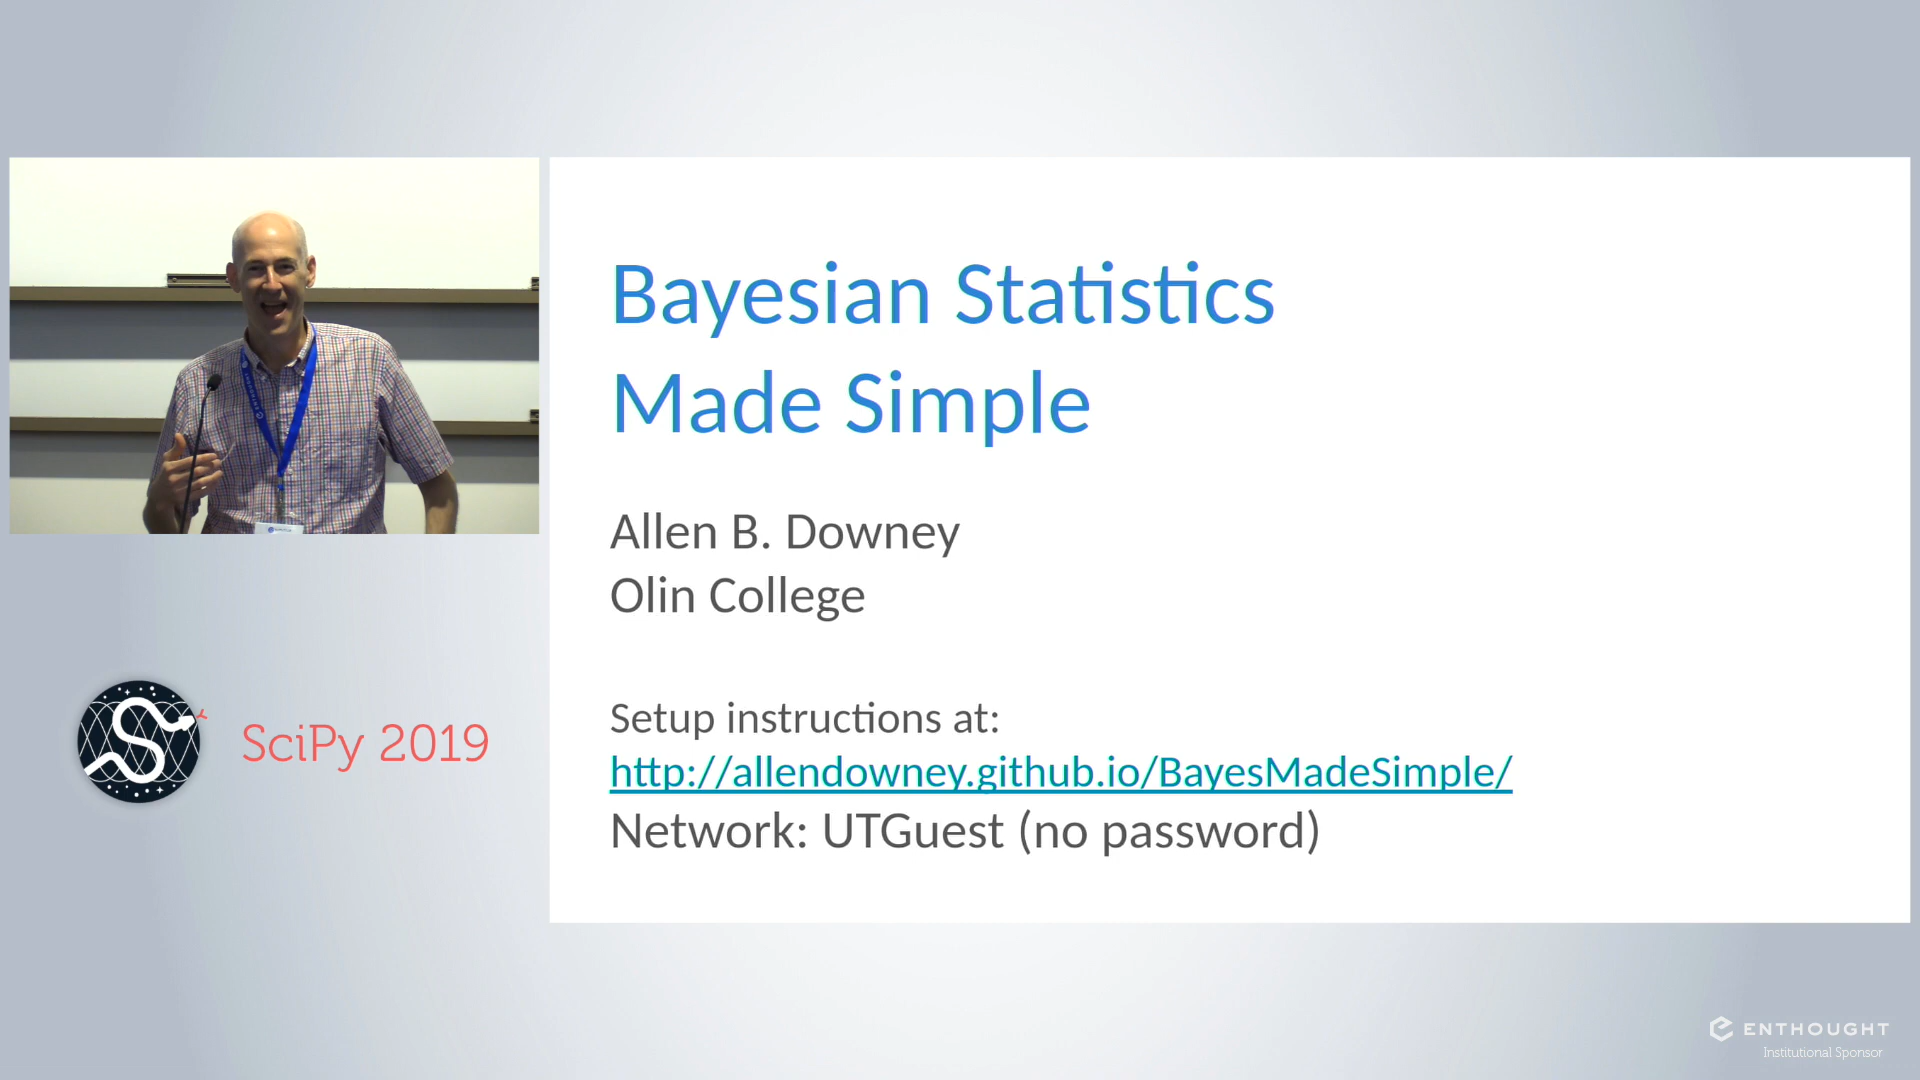 Bayesian Statistics
Made Simple
Allen B. Downey
Olin College
Setup instructions at:
http://allendowney.github.io/BayesMadeSimple/
Network: UTGuest (no password)
SciPy 2019
ENTHOUGHT
Institutional Sponsor